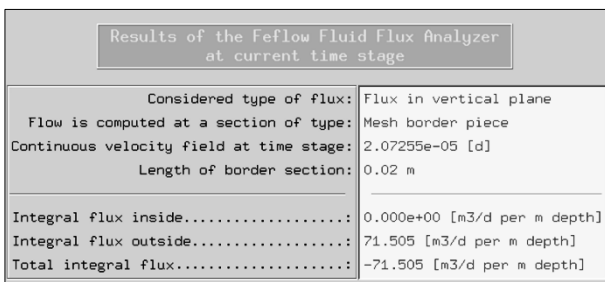 Results of the Feflow Fluid Flux Analyzer
at current time stage
Considered type of flux: Flux in vertical plane
Flow is computed at a section of type: Mesh border piece
Continuous velocity field at time stage: 2.07255e-05 [d]
Length of border section: 0.02 m
Integral flux inside...................: 0.000e+00 [m3/d per m depth]
Integral flux outside..................: 71.505 [m3/d per m depth]
Total integral flux....................: -71.505 [m3/d per m depth]